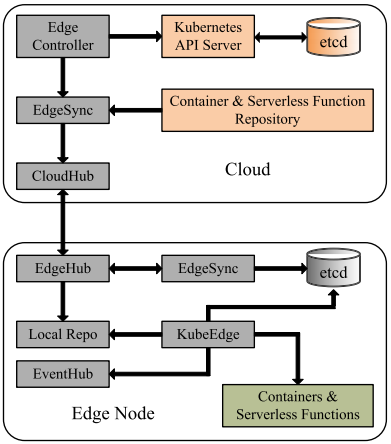 Edge
Controller
Kubernetes
API Server
etcd
EdgeSync
Container & Serverless Function
Repository
CloudHub
Cloud
EdgeHub
EdgeSync
etcd
Local Repo
KubeEdge
EventHub
Containers &
Serverless Functions
Edge Node